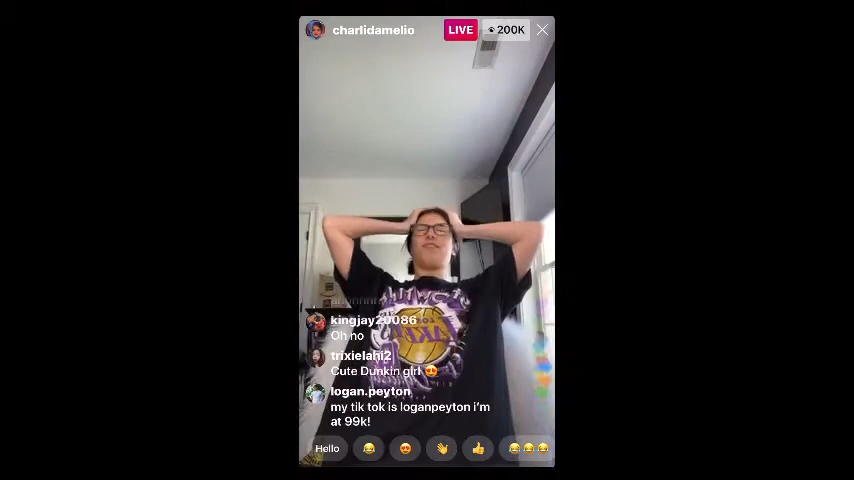 charlidamelio
LIVE
200K
kingjay20086
Oh no
trixielahi2
Cute Dunkin girl 😍
logan.peyton
my tik tok is loganpeyton i'm
at 99k!
Hello
😂
😍
👋
👍
😂😂😂